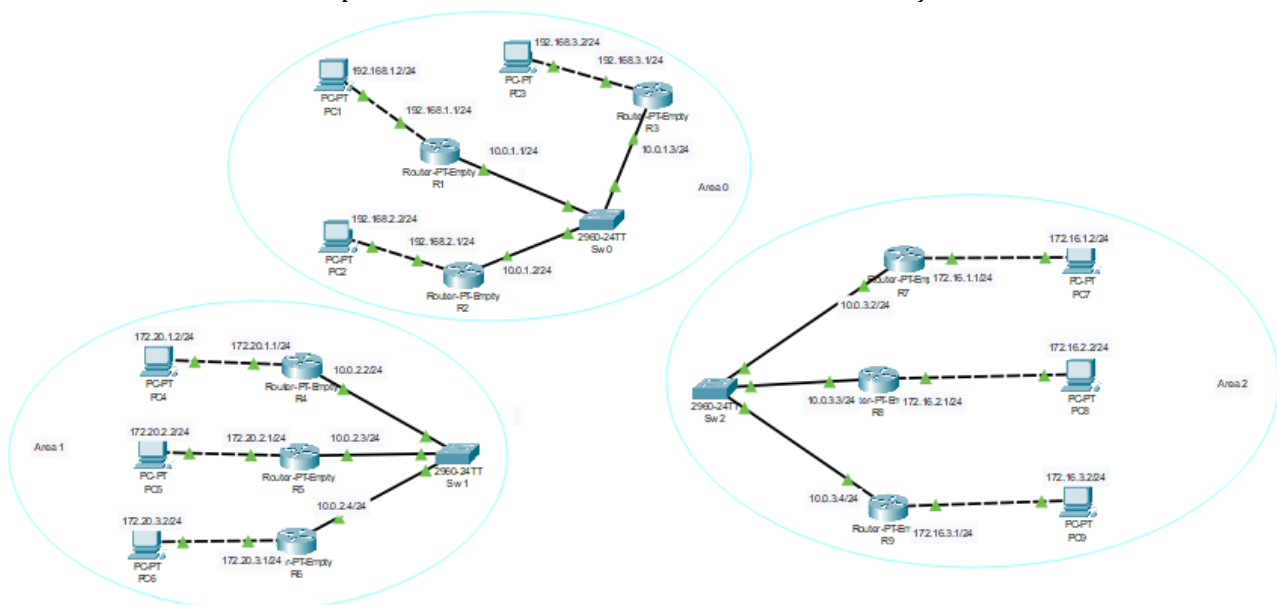 192.168.3.2/24
192.168.3.1/24
PC-PT
PC3
Router-PT-Empty
R3
192.168.1.2/24
PC-PT
PC1
192.168.1.1/24
Router-PT-Empty
R1
10.0.1.1/24
10.0.1.3/24
Area 0
192.168.2.2/24
PC-PT
PC2
192.168.2.1/24
Router-PT-Empty
R2
10.0.1.2/24
2960-24TT
Sw0
172.20.1.2/24
PC-PT
PC4
172.20.1.1/24
Router-PT-Empty
R4
10.0.2.2/24
Area 1
172.20.2.2/24
PC-PT
PC5
172.20.2.1/24
Router-PT-Empty
R5
10.0.2.3/24
2960-24TT
Sw1
10.0.2.4/24
172.20.3.2/24
PC-PT
PC6
172.20.3.1/24
r-PT-Empty
R6
172.16.1.2/24
PC-PT
PC7
172.16.1.1/24
Router-PT-Em
R7
10.0.3.2/24
172.16.2.2/24
PC-PT
PC8
Area 2
2960-24TT
Sw2
10.0.3.3/24
ter-PT-Em
R8
172.16.2.1/24
172.16.3.2/24
PC-PT
PC9
10.0.3.4/24
Router-PT-Em
R9
172.16.3.1/24